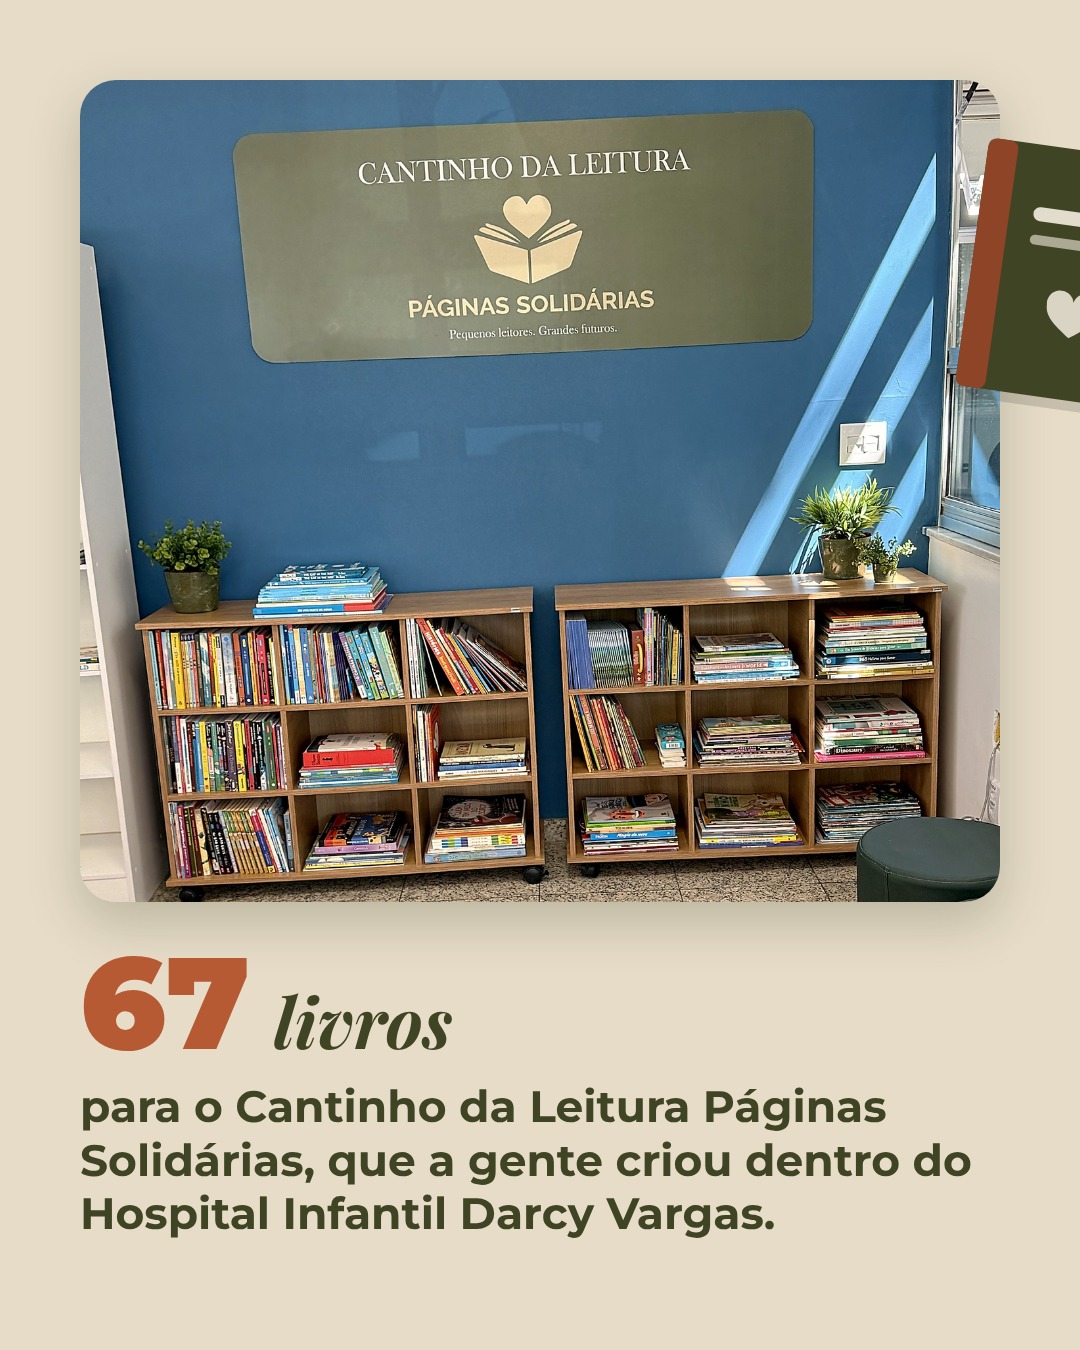 CANTINHO DA LEITURA
PÁGINAS SOLIDÁRIAS
Pequenos leitores. Grandes futuros.
67 livros
para o Cantinho da Leitura Páginas
Solidárias, que a gente criou dentro do
Hospital Infantil Darcy Vargas.